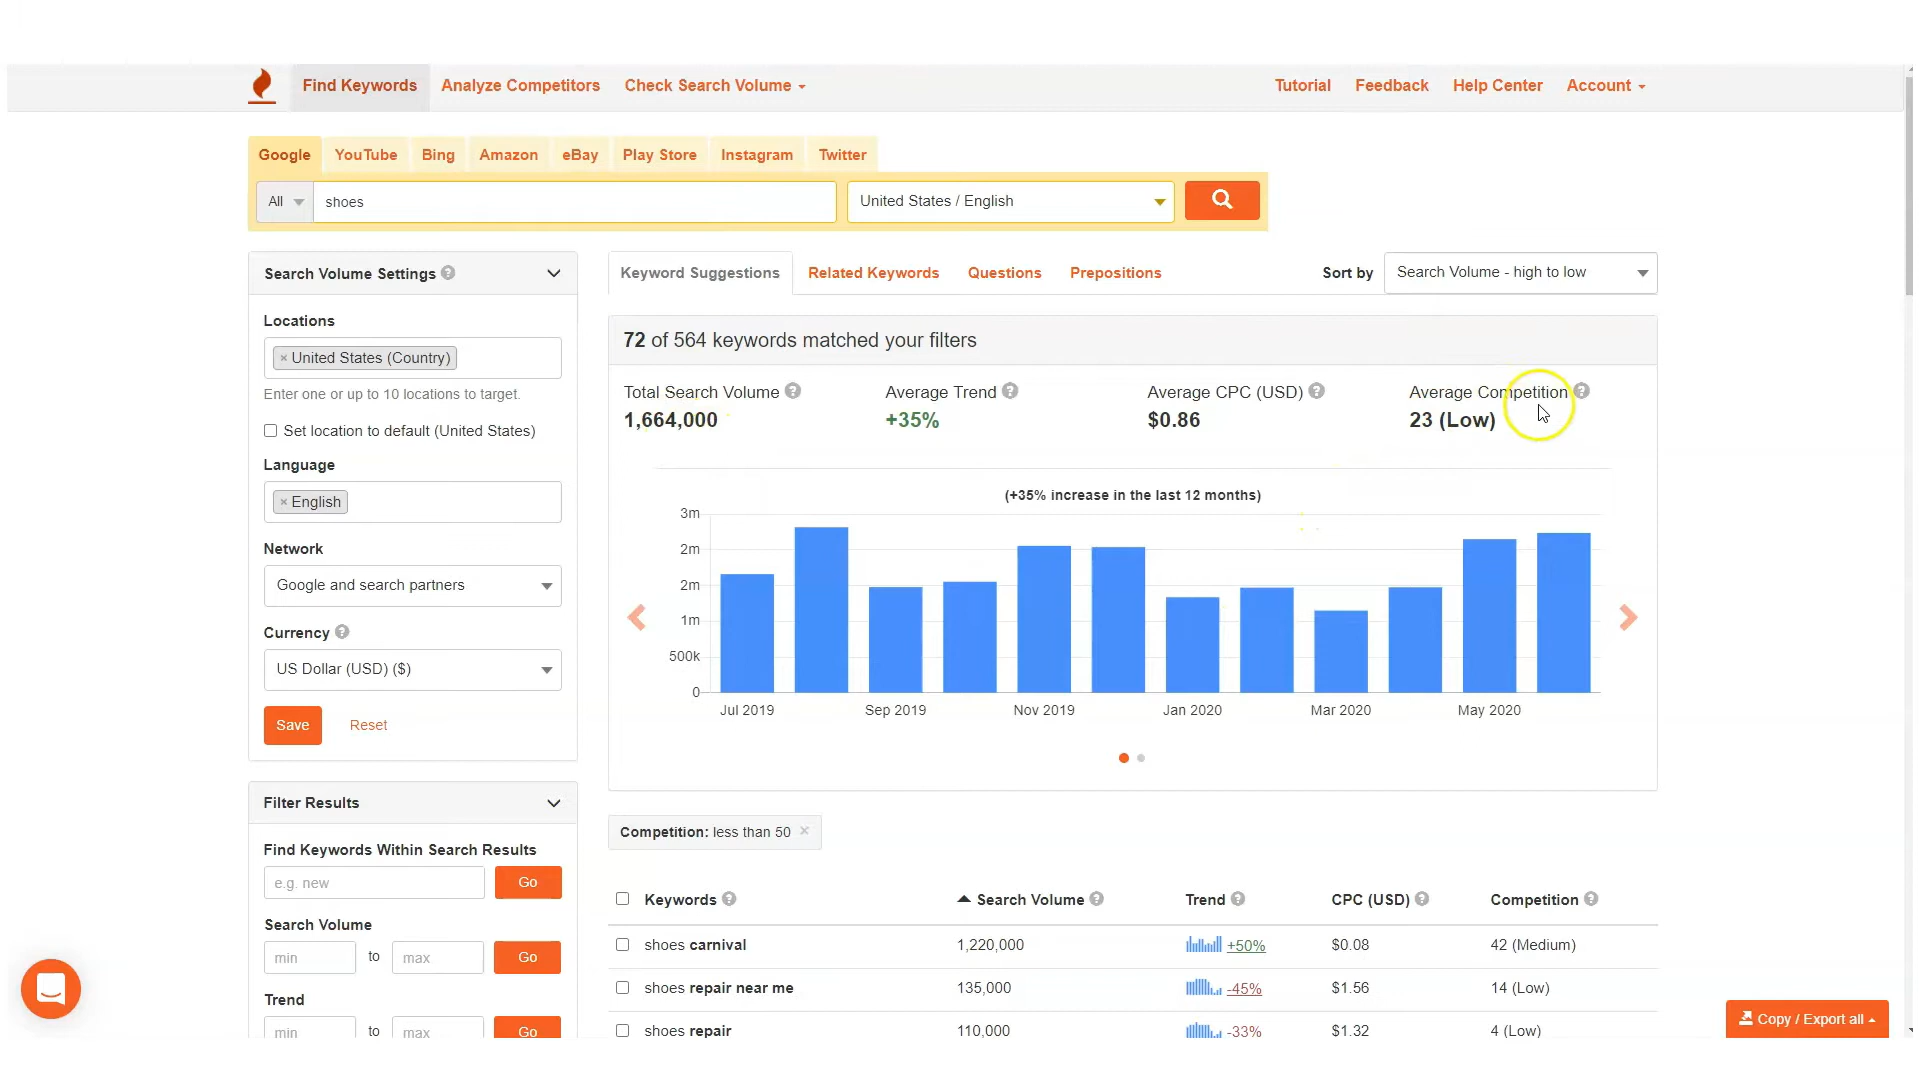 Find Keywords Analyze Competitors Check Search Volume Tutorial Feedback Help Center Account
Google YouTube Bing Amazon eBay Play Store Instagram Twitter
All shoes United States / English
Search Volume Settings ?
Keyword Suggestions Related Keywords Questions Prepositions Sort by Search Volume - high to low
Locations
× United States (Country)
Enter one or up to 10 locations to target.
Set location to default (United States)
Language
× English
Network
Google and search partners
Currency ?
US Dollar (USD) ($)
Save Reset
72 of 564 keywords matched your filters
Total Search Volume ? Average Trend ? Average CPC (USD) ? Average Competition ?
1,664,000 +35% $0.86 23 (Low)
(+35% increase in the last 12 months)
3m
2m
2m
1m
500k
0
Jul 2019 Sep 2019 Nov 2019 Jan 2020 Mar 2020 May 2020
Filter Results
Find Keywords Within Search Results
e.g. new Go
Search Volume
min to max Go
Trend
min to max Go
Competition: less than 50 ×
Keywords ? Search Volume ? Trend ? CPC (USD) ? Competition ?
shoes carnival 1,220,000 +50% $0.08 42 (Medium)
shoes repair near me 135,000 -45% $1.56 14 (Low)
shoes repair 110,000 -33% $1.32 4 (Low)
Copy / Export all